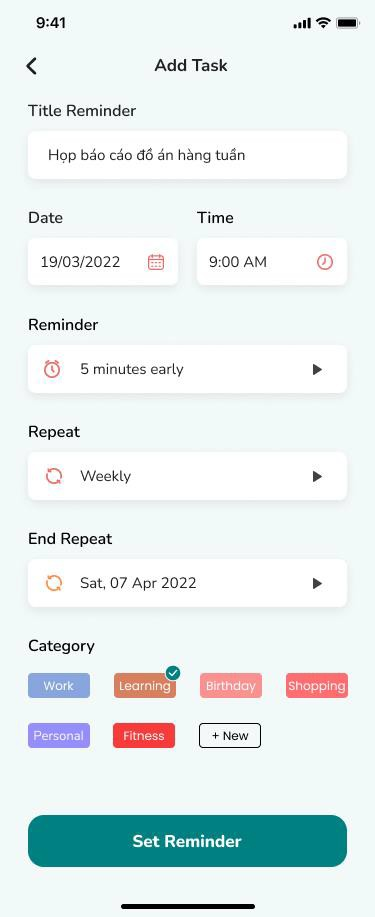 9:41
Add Task
Title Reminder
Họp báo cáo đồ án hàng tuần
Date Time
19/03/2022 9:00 AM
Reminder
5 minutes early
Repeat
Weekly
End Repeat
Sat, 07 Apr 2022
Category
Work Learning Birthday Shopping
Personal Fitness + New
Set Reminder